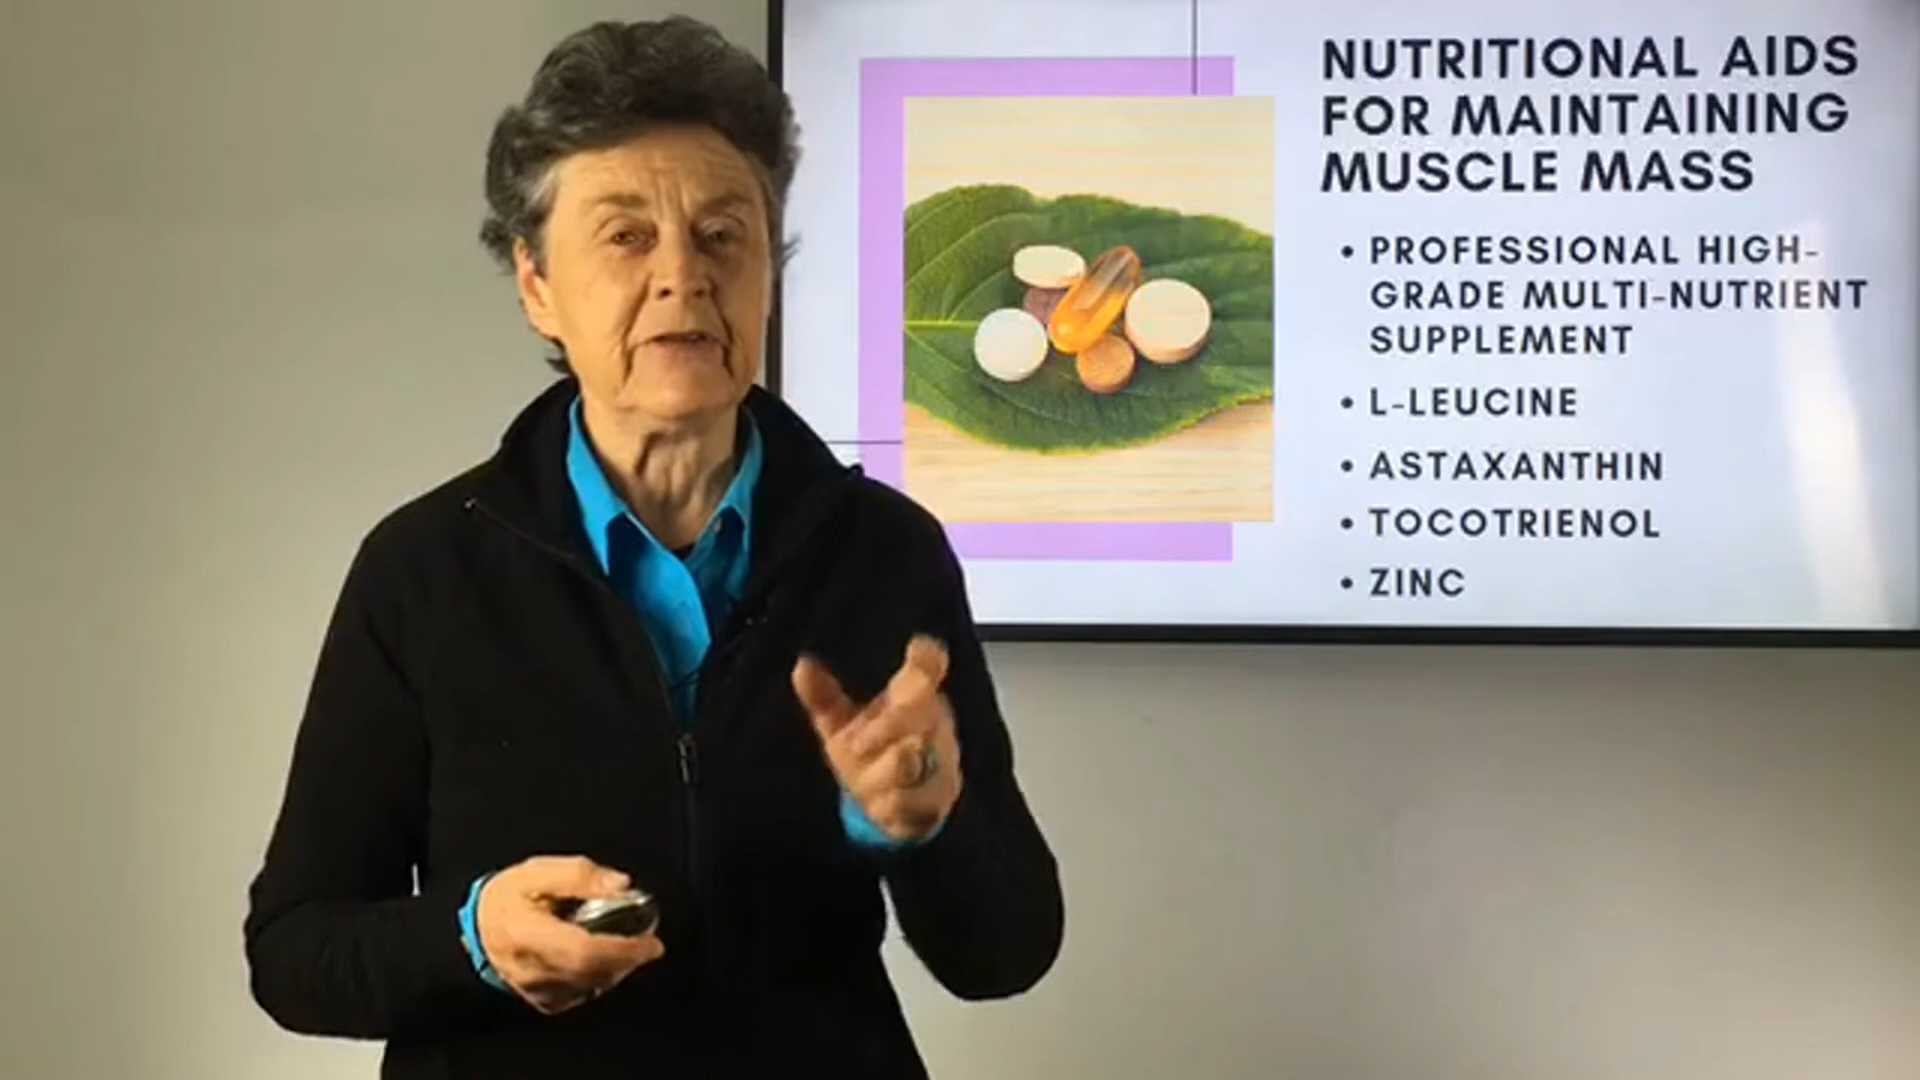 NUTRITIONAL AIDS
FOR MAINTAINING
MUSCLE MASS
• PROFESSIONAL HIGH-
GRADE MULTI-NUTRIENT
SUPPLEMENT
• L-LEUCINE
• ASTAXANTHIN
• TOCOTRIENOL
• ZINC